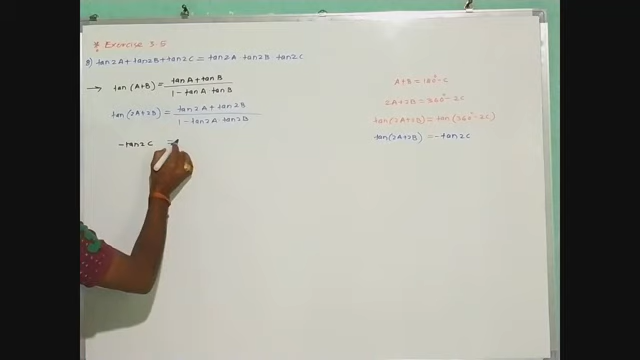 * Exercise 3.5
8) tan2A + tan2B + tan2C = tan2A tan2B tan2C
→ tan (A+B) = tanA + tanB / 1 - tanA tanB
tan (2A+2B) = tan2A + tan2B / 1 - tan2A tan2B
-tan2C =
A+B = 180° - C
2A+2B = 360° - 2C
tan(2A+2B) = tan (360° - 2C)
tan(2A+2B) = -tan2C